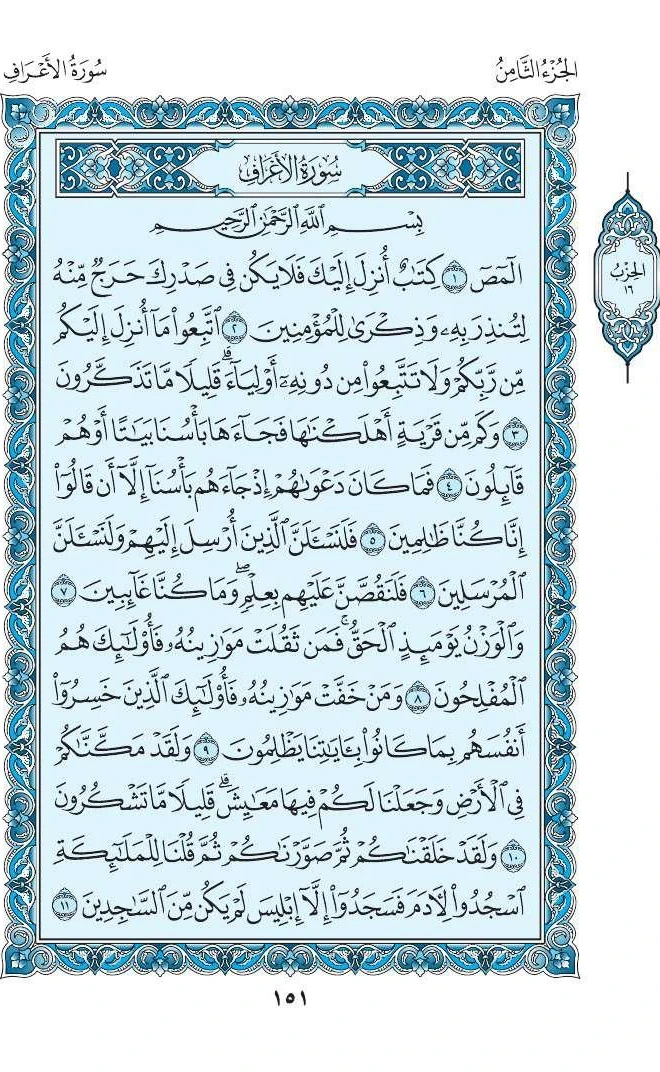 الجُزْءُ الثَّامِنُ
سُورَةُ الأَعْرَافِ
سُورَةُ الأَعْرَافِ
بِسْمِ ٱللَّهِ ٱلرَّحْمَٰنِ ٱلرَّحِيمِ
الٓمٓصٓ ١ كِتَٰبٌ أُنزِلَ إِلَيْكَ فَلَا يَكُن فِى صَدْرِكَ حَرَجٌ مِّنْهُ
لِتُنذِرَ بِهِۦ وَذِكْرَىٰ لِلْمُؤْمِنِينَ ٢ ٱتَّبِعُوا۟ مَآ أُنزِلَ إِلَيْكُم
مِّن رَّبِّكُمْ وَلَا تَتَّبِعُوا۟ مِن دُونِهِۦٓ أَوْلِيَآءَۗ قَلِيلًا مَّا تَذَكَّرُونَ
٣ وَكَم مِّن قَرْيَةٍ أَهْلَكْنَٰهَا فَجَآءَهَا بَأْسُنَا بَيَٰتًا أَوْ هُمْ
قَآئِلُونَ ٤ فَمَا كَانَ دَعْوَىٰهُمْ إِذْ جَآءَهُم بَأْسُنَآ إِلَّآ أَن قَالُوٓا۟
إِنَّا كُنَّا ظَٰلِمِينَ ٥ فَلَنَسْـَٔلَنَّ ٱلَّذِينَ أُرْسِلَ إِلَيْهِمْ وَلَنَسْـَٔلَنَّ
ٱلْمُرْسَلِينَ ٦ فَلَنَقُصَّنَّ عَلَيْهِم بِعِلْمٍۖ وَمَا كُنَّا غَآئِبِينَ ٧
وَٱلْوَزْنُ يَوْمَئِذٍ ٱلْحَقُّۚ فَمَن ثَقُلَتْ مَوَٰزِينُهُۥ فَأُو۟لَٰٓئِكَ هُمُ
ٱلْمُفْلِحُونَ ٨ وَمَنْ خَفَّتْ مَوَٰزِينُهُۥ فَأُو۟لَٰٓئِكَ ٱلَّذِينَ خَسِرُوٓا۟
أَنفُسَهُم بِمَا كَانُوا۟ بِـَٔايَٰتِنَا يَظْلِمُونَ ٩ وَلَقَدْ مَكَّنَّٰكُمْ
فِى ٱلْأَرْضِ وَجَعَلْنَا لَكُمْ فِيهَا مَعَٰيِشَۗ قَلِيلًا مَّا تَشْكُرُونَ
١٠ وَلَقَدْ خَلَقْنَٰكُمْ ثُمَّ صَوَّرْنَٰكُمْ ثُمَّ قُلْنَا لِلْمَلَٰٓئِكَةِ
ٱسْجُدُوا۟ لِـَٔادَمَ فَسَجَدُوٓا۟ إِلَّآ إِبْلِيسَ لَمْ يَكُن مِّنَ ٱلسَّٰجِدِينَ ١١
الحِزْبُ
١٦
١٥١